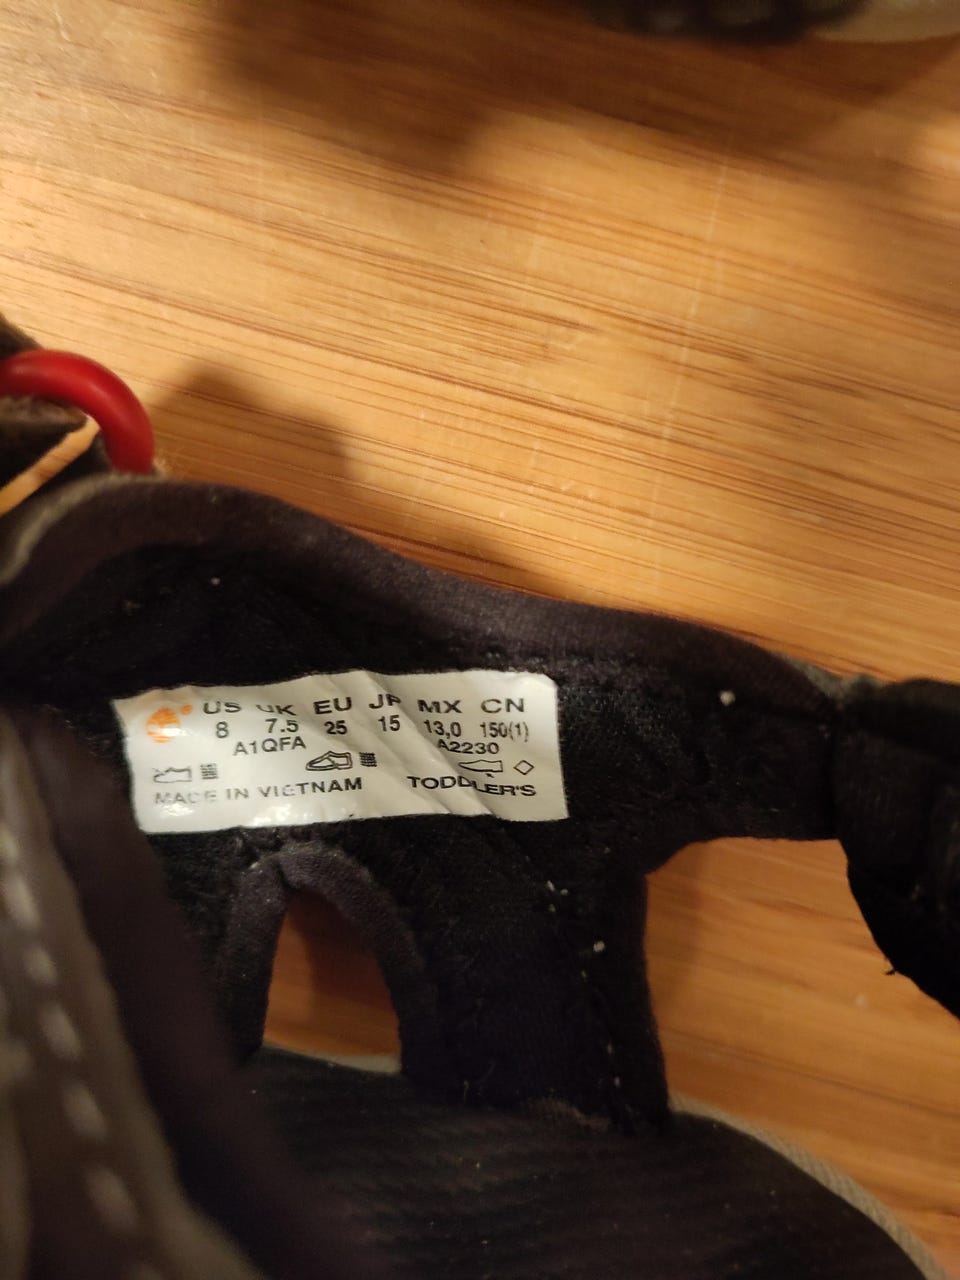 US UK EU JP MX CN
8 7.5 25 15 13,0 150(1)
A1QFA A2230
MADE IN VIETNAM TODDLER'S